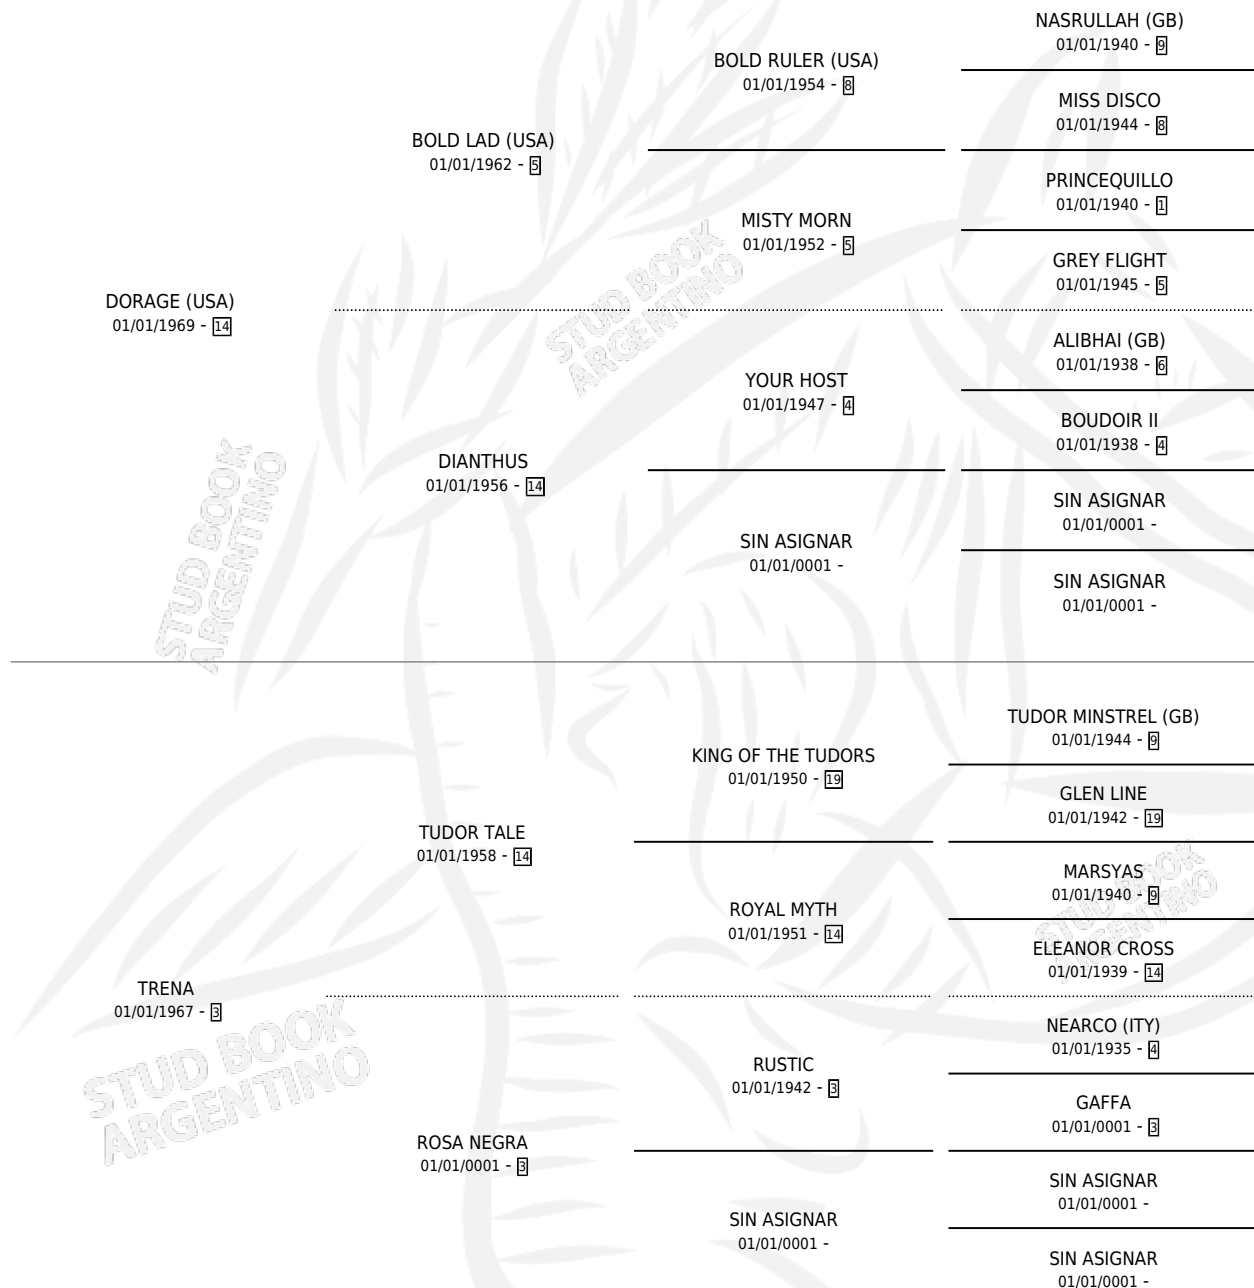 NASRULLAH (GB)
01/01/1940 - 9
BOLD RULER (USA)
01/01/1954 - 8
MISS DISCO
01/01/1944 - 8
BOLD LAD (USA)
01/01/1962 - 5
PRINCEQUILLO
01/01/1940 - 1
MISTY MORN
01/01/1952 - 5
GREY FLIGHT
01/01/1945 - 5
DORAGE (USA)
01/01/1969 - 14
ALIBHAI (GB)
01/01/1938 - 6
YOUR HOST
01/01/1947 - 4
BOUDOIR II
01/01/1938 - 4
DIANTHUS
01/01/1956 - 14
SIN ASIGNAR
01/01/0001 -
SIN ASIGNAR
01/01/0001 -
SIN ASIGNAR
01/01/0001 -
TUDOR MINSTREL (GB)
01/01/1944 - 9
KING OF THE TUDORS
01/01/1950 - 19
GLEN LINE
01/01/1942 - 19
TUDOR TALE
01/01/1958 - 14
MARSYAS
01/01/1940 - 9
ROYAL MYTH
01/01/1951 - 14
ELEANOR CROSS
01/01/1939 - 14
TRENA
01/01/1967 - 3
NEARCO (ITY)
01/01/1935 - 4
RUSTIC
01/01/1942 - 3
GAFFA
01/01/0001 - 3
ROSA NEGRA
01/01/0001 - 3
SIN ASIGNAR
01/01/0001 -
SIN ASIGNAR
01/01/0001 -
SIN ASIGNAR
01/01/0001 -
STUD BOOK
ARGENTINO
STUD BOOK
ARGENTINO
STUD BOOK
ARGENTINO
STUD BOOK
ARGENTINO